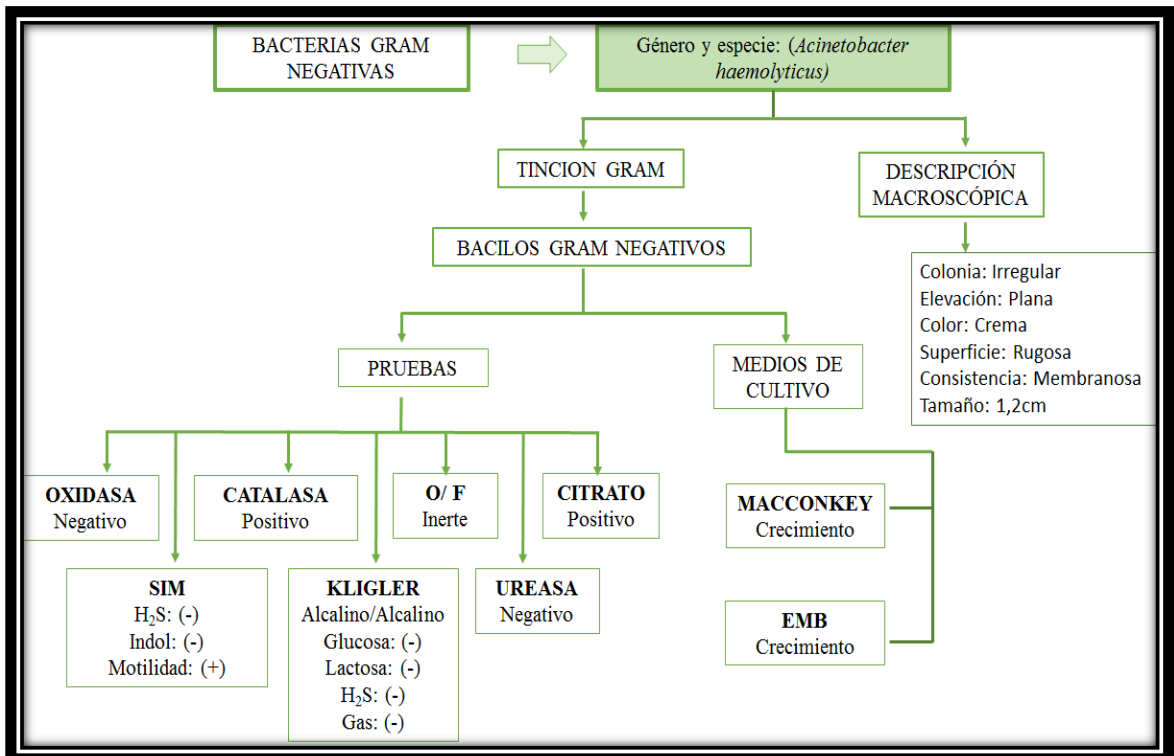 BACTERIAS GRAM
NEGATIVAS
Género y especie: (Acinetobacter
haemolyticus)
TINCION GRAM
DESCRIPCIÓN
MACROSCÓPICA
BACILOS GRAM NEGATIVOS
Colonia: Irregular
Elevación: Plana
Color: Crema
Superficie: Rugosa
Consistencia: Membranosa
Tamaño: 1,2cm
PRUEBAS
MEDIOS DE
CULTIVO
OXIDASA
Negativo
CATALASA
Positivo
O/ F
Inerte
CITRATO
Positivo
SIM
H₂S: (-)
Indol: (-)
Motilidad: (+)
KLIGLER
Alcalino/Alcalino
Glucosa: (-)
Lactosa: (-)
H₂S: (-)
Gas: (-)
UREASA
Negativo
MACCONKEY
Crecimiento
EMB
Crecimiento